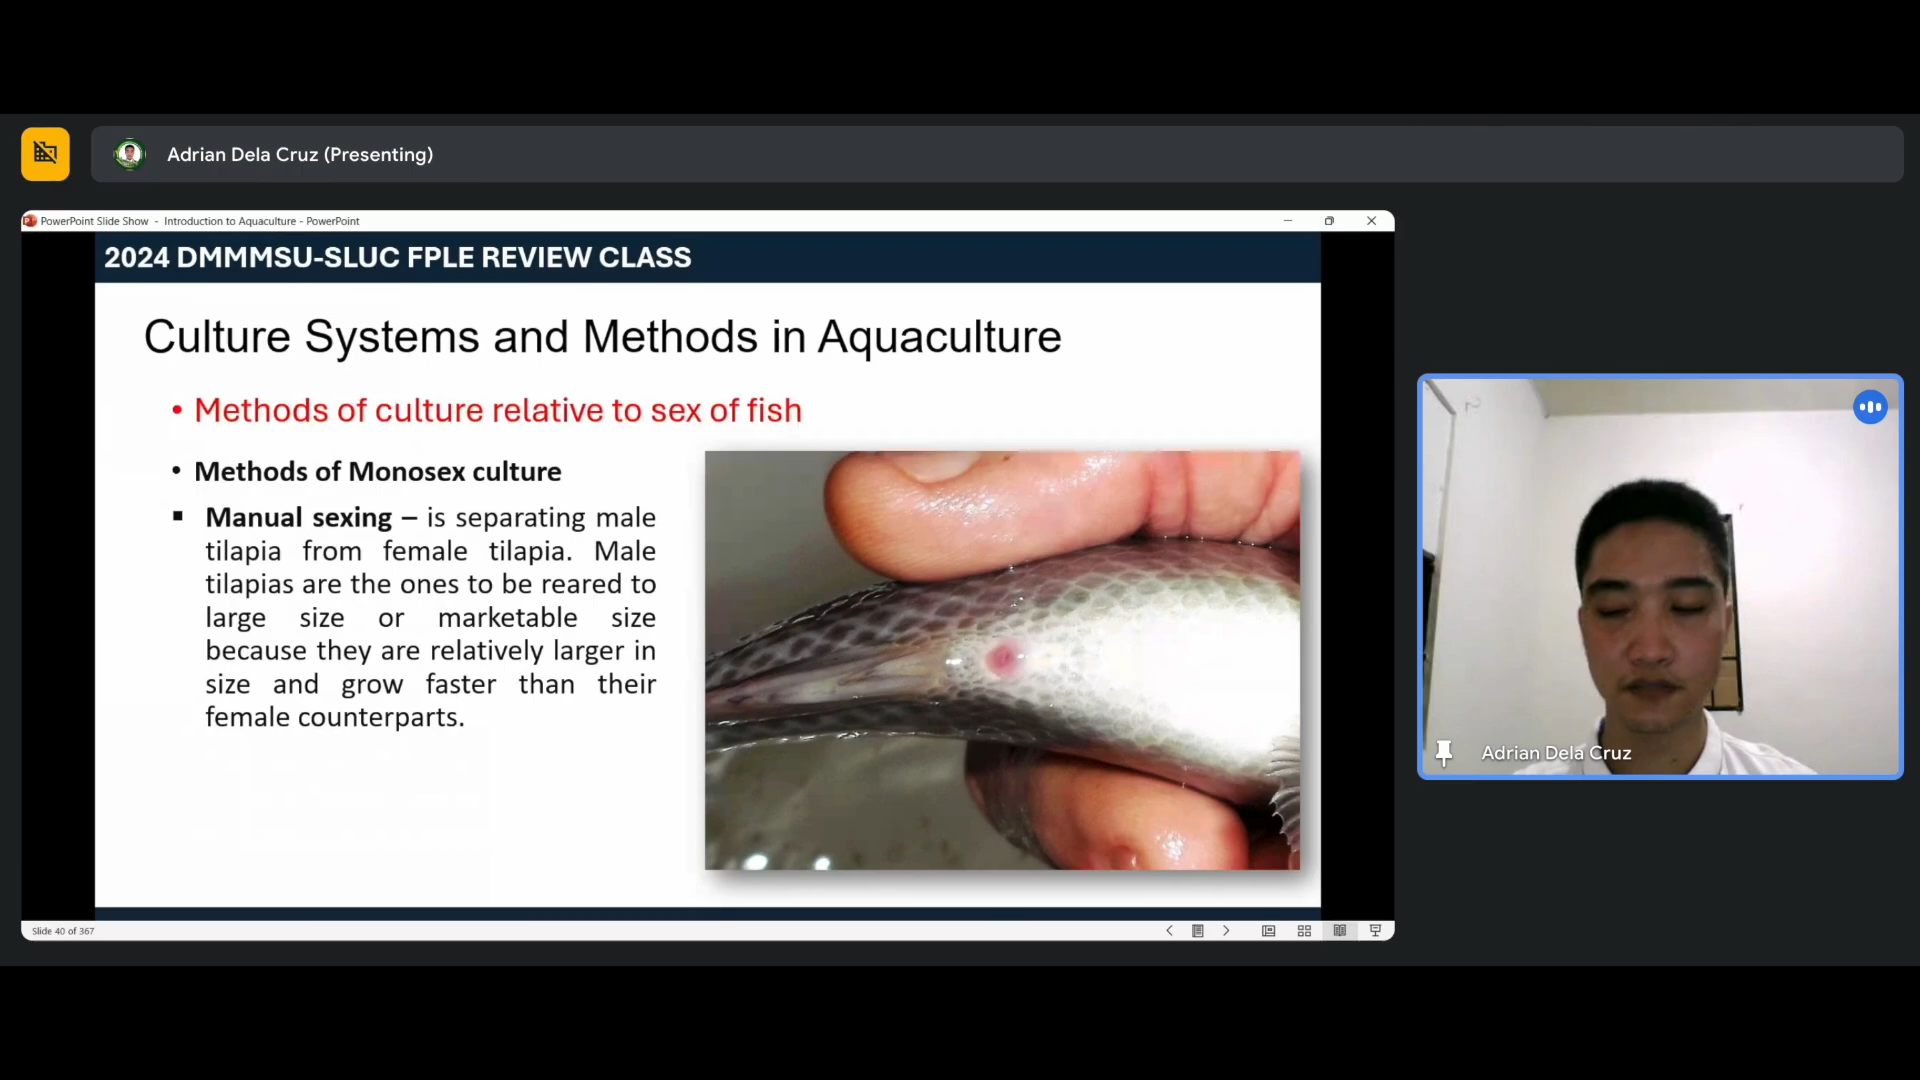 Adrian Dela Cruz (Presenting)
PowerPoint Slide Show - Introduction to Aquaculture - PowerPoint
2024 DMMMSU-SLUC FPLE REVIEW CLASS
Culture Systems and Methods in Aquaculture
• Methods of culture relative to sex of fish
• Methods of Monosex culture
▪ Manual sexing – is separating male
tilapia from female tilapia. Male
tilapias are the ones to be reared to
large size or marketable size
because they are relatively larger in
size and grow faster than their
female counterparts.
Adrian Dela Cruz
Slide 40 of 367